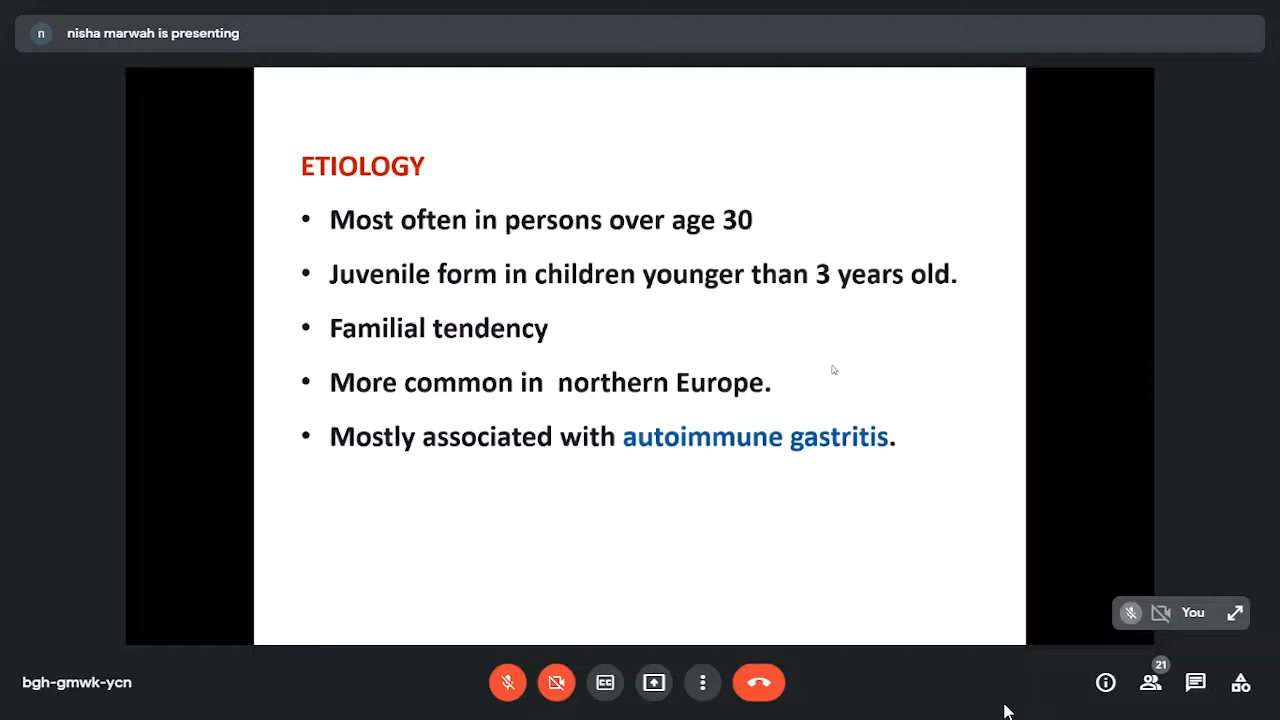 n nisha marwah is presenting
ETIOLOGY
• Most often in persons over age 30
• Juvenile form in children younger than 3 years old.
• Familial tendency
• More common in northern Europe.
• Mostly associated with autoimmune gastritis.
You
bgh-gmwk-ycn
CC
21